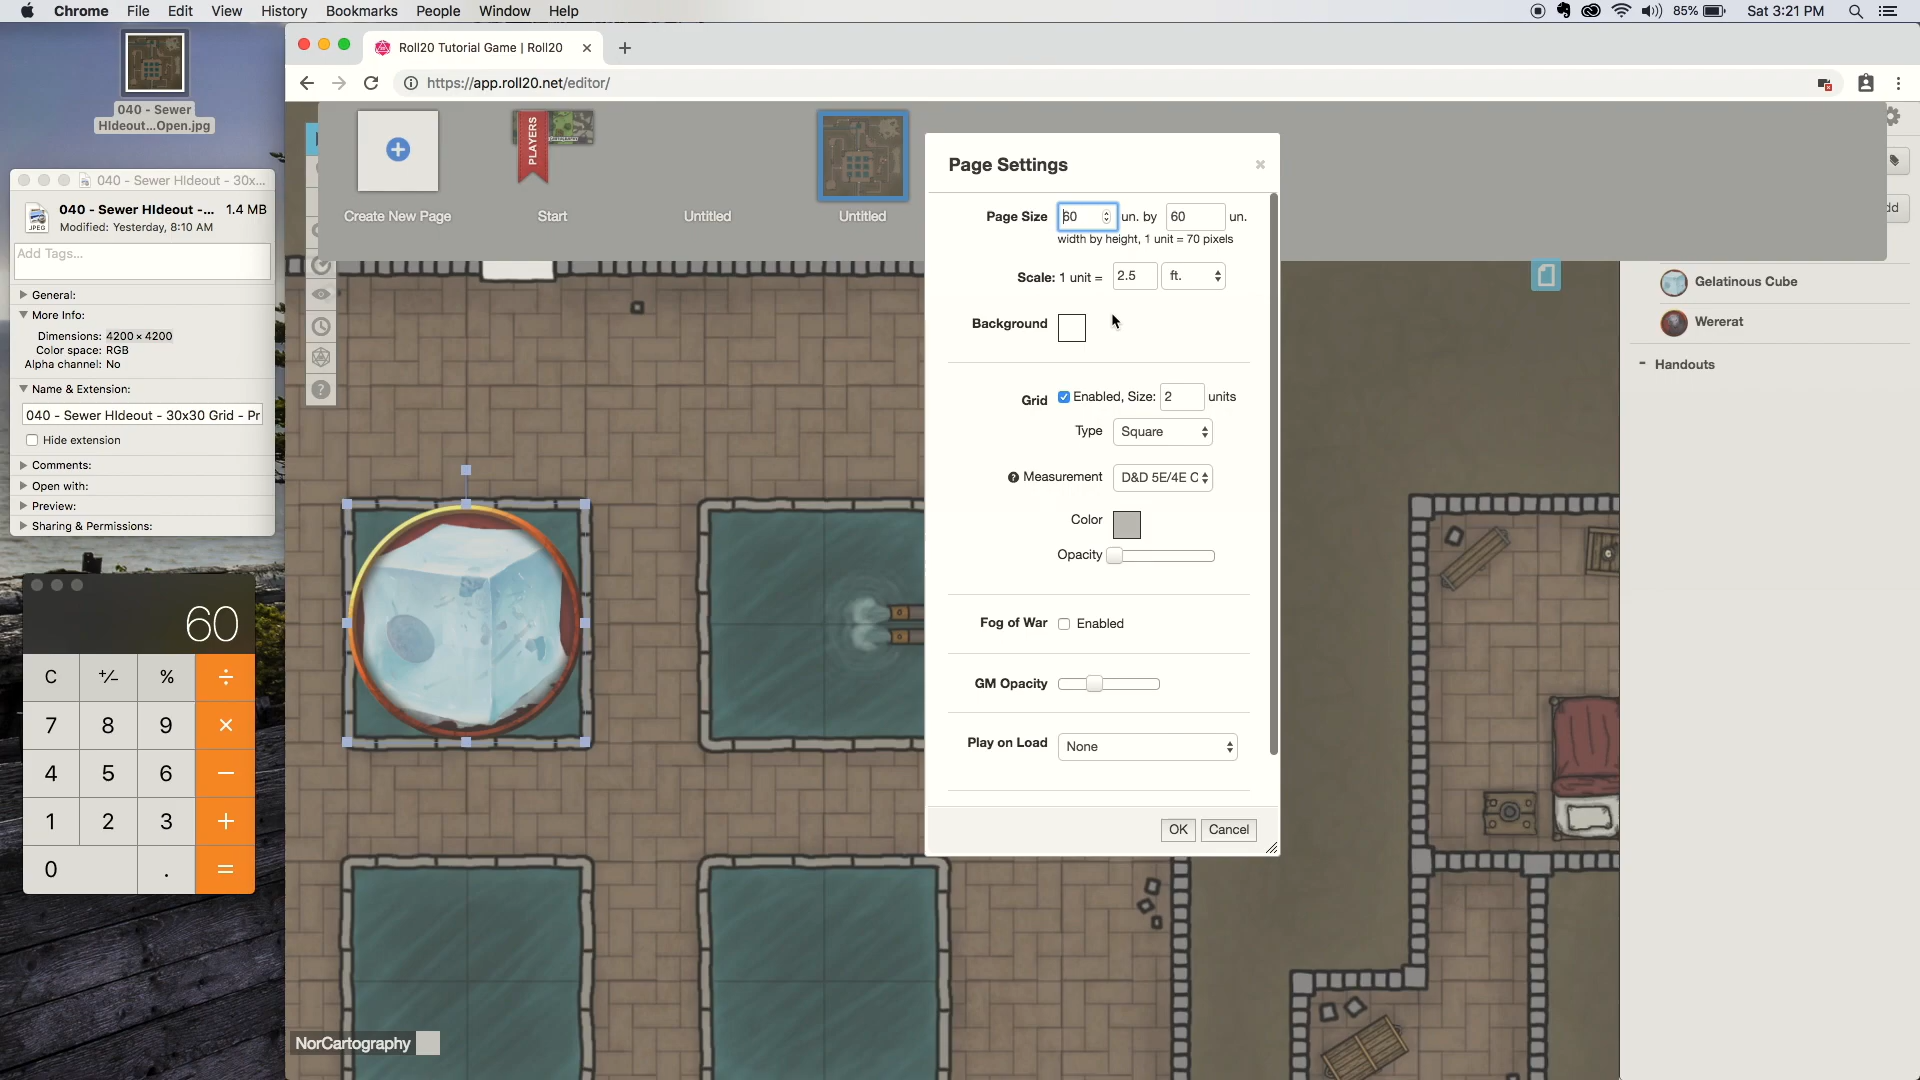 Chrome File Edit View History Bookmarks People Window Help
85% Sat 3:21 PM
040 - Sewer
HIdeout...Open.jpg
Roll20 Tutorial Game | Roll20
https://app.roll20.net/editor/
PLAYERS
Create New Page
Start
Untitled
Untitled
040 - Sewer HIdeout - 30x...
040 - Sewer HIdeout -... 1.4 MB
Modified: Yesterday, 8:10 AM
Add Tags...
General:
More Info:
Dimensions: 4200 × 4200
Color space: RGB
Alpha channel: No
Name & Extension:
040 - Sewer HIdeout - 30x30 Grid - Pr
Hide extension
Comments:
Open with:
Preview:
Sharing & Permissions:
JPEG
60
C +/− % ÷
7 8 9 ×
4 5 6 −
1 2 3 +
0 . =
Page Settings
Page Size 60 un. by 60 un.
width by height, 1 unit = 70 pixels
Scale: 1 unit = 2.5 ft.
Background
Grid Enabled, Size: 2 units
Type Square
Measurement D&D 5E/4E C
Color
Opacity
Fog of War Enabled
GM Opacity
Play on Load None
OK Cancel
dd
Gelatinous Cube
Wererat
- Handouts
NorCartography